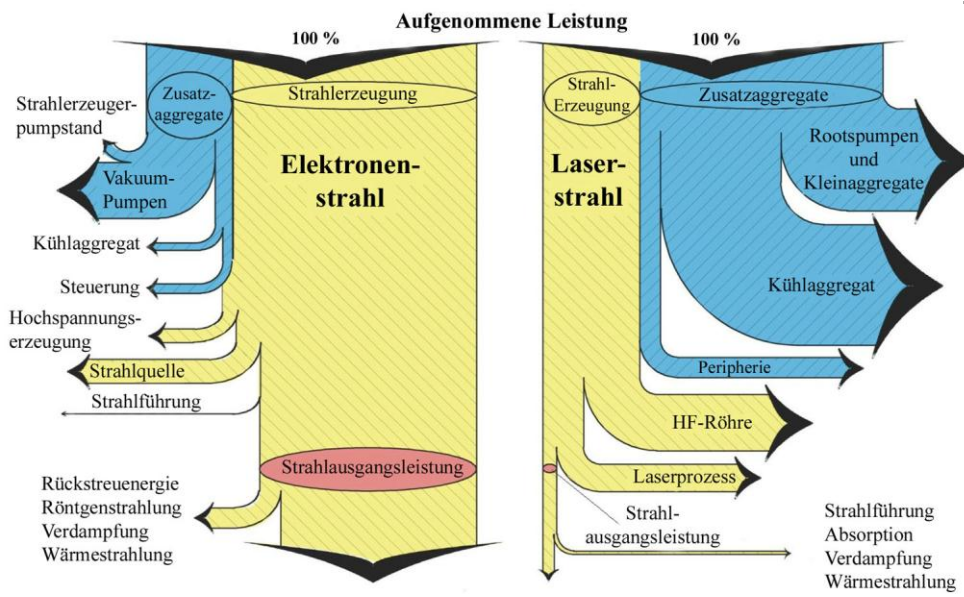 Aufgenommene Leistung
100 %
100 %
Zusatz-
aggregate
Strahlerzeugung
Strahl-
Erzeugung
Zusatzaggregate
Strahlerzeuger-
pumpstand
Vakuum-
Pumpen
Elektronen-
strahl
Laser-
strahl
Rootspumpen
und
Kleinaggregate
Kühlaggregat
Kühlaggregat
Steuerung
Hochspannungs-
erzeugung
Strahlquelle
Peripherie
Strahlführung
HF-Röhre
Strahlausgangsleistung
Laserprozess
Rückstreuenergie
Röntgenstrahlung
Verdampfung
Wärmestrahlung
Strahl-
ausgangsleistung
Strahlführung
Absorption
Verdampfung
Wärmestrahlung